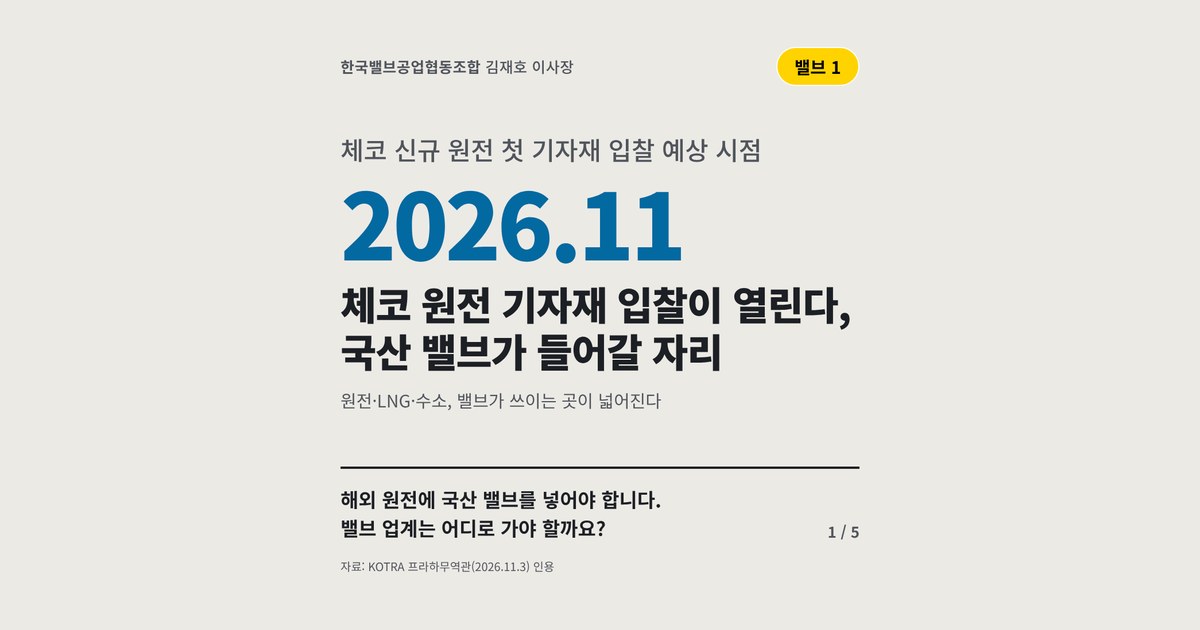 한국밸브공업협동조합 김재호 이사장
밸브 1
체코 신규 원전 첫 기자재 입찰 예상 시점
2026.11
체코 원전 기자재 입찰이 열린다,
국산 밸브가 들어갈 자리
원전·LNG·수소, 밸브가 쓰이는 곳이 넓어진다
해외 원전에 국산 밸브를 넣어야 합니다.
밸브 업계는 어디로 가야 할까요?
1 / 5
자료: KOTRA 프라하무역관(2026.11.3) 인용